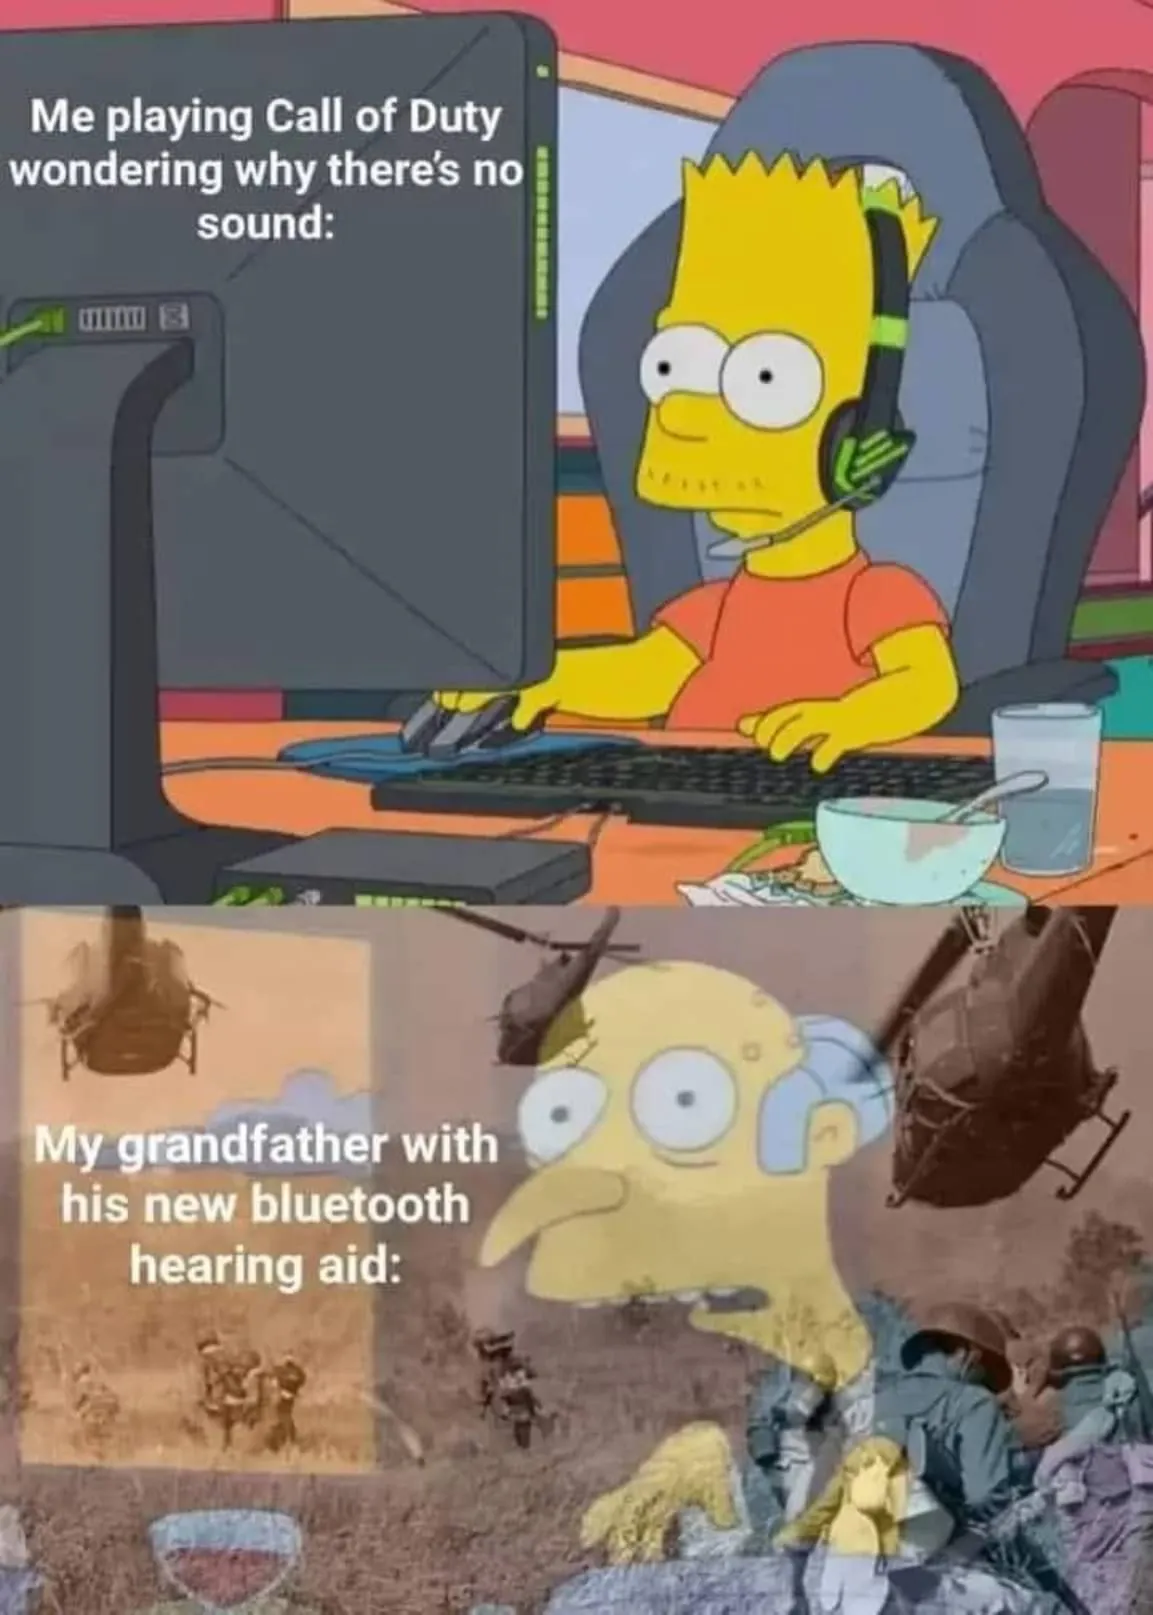 Me playing Call of Duty
wondering why there's no
sound:
My grandfather with
his new bluetooth
hearing aid: